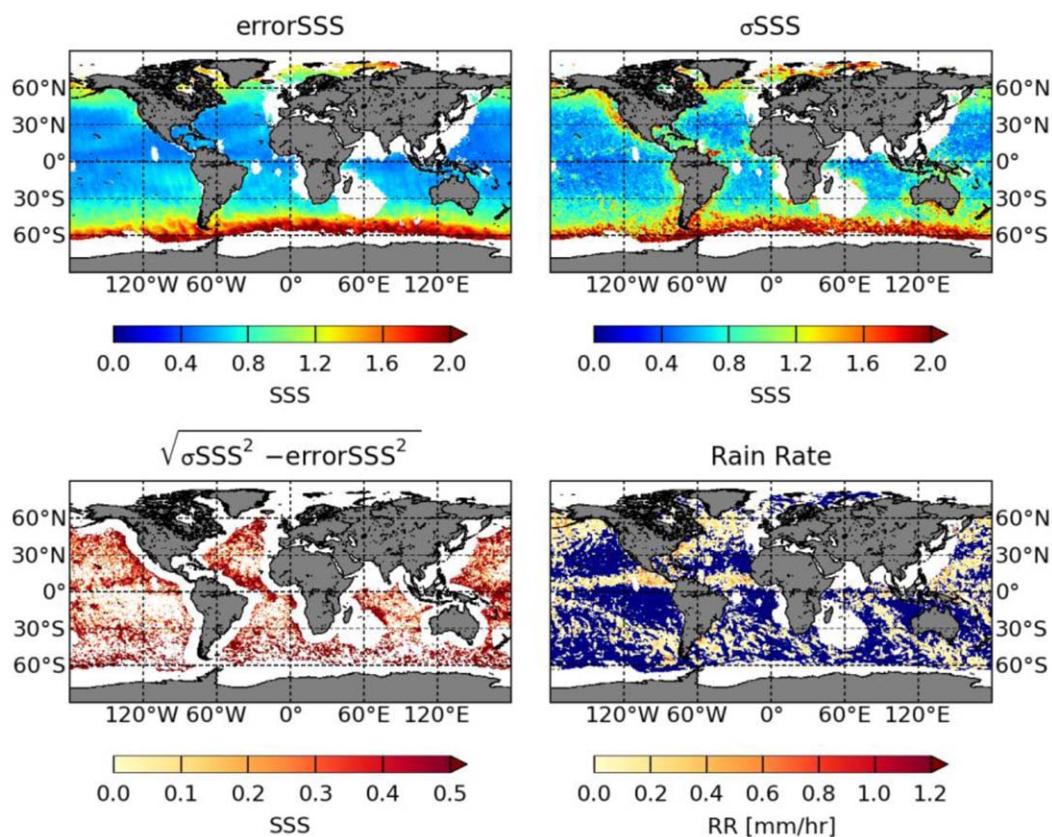 errorSSS
σSSS
60°N
30°N
0°
30°S
60°S
120°W 60°W 0° 60°E 120°E
120°W 60°W 0° 60°E 120°E
0.0 0.4 0.8 1.2 1.6 2.0
0.0 0.4 0.8 1.2 1.6 2.0
SSS
SSS
√σSSS² −errorSSS²
Rain Rate
60°N
30°N
0°
30°S
60°S
60°N
30°N
0°
30°S
60°S
60°N
30°N
0°
30°S
60°S
120°W 60°W 0° 60°E 120°E
120°W 60°W 0° 60°E 120°E
0.0 0.1 0.2 0.3 0.4 0.5
0.0 0.2 0.4 0.6 0.8 1.0 1.2
SSS
RR [mm/hr]